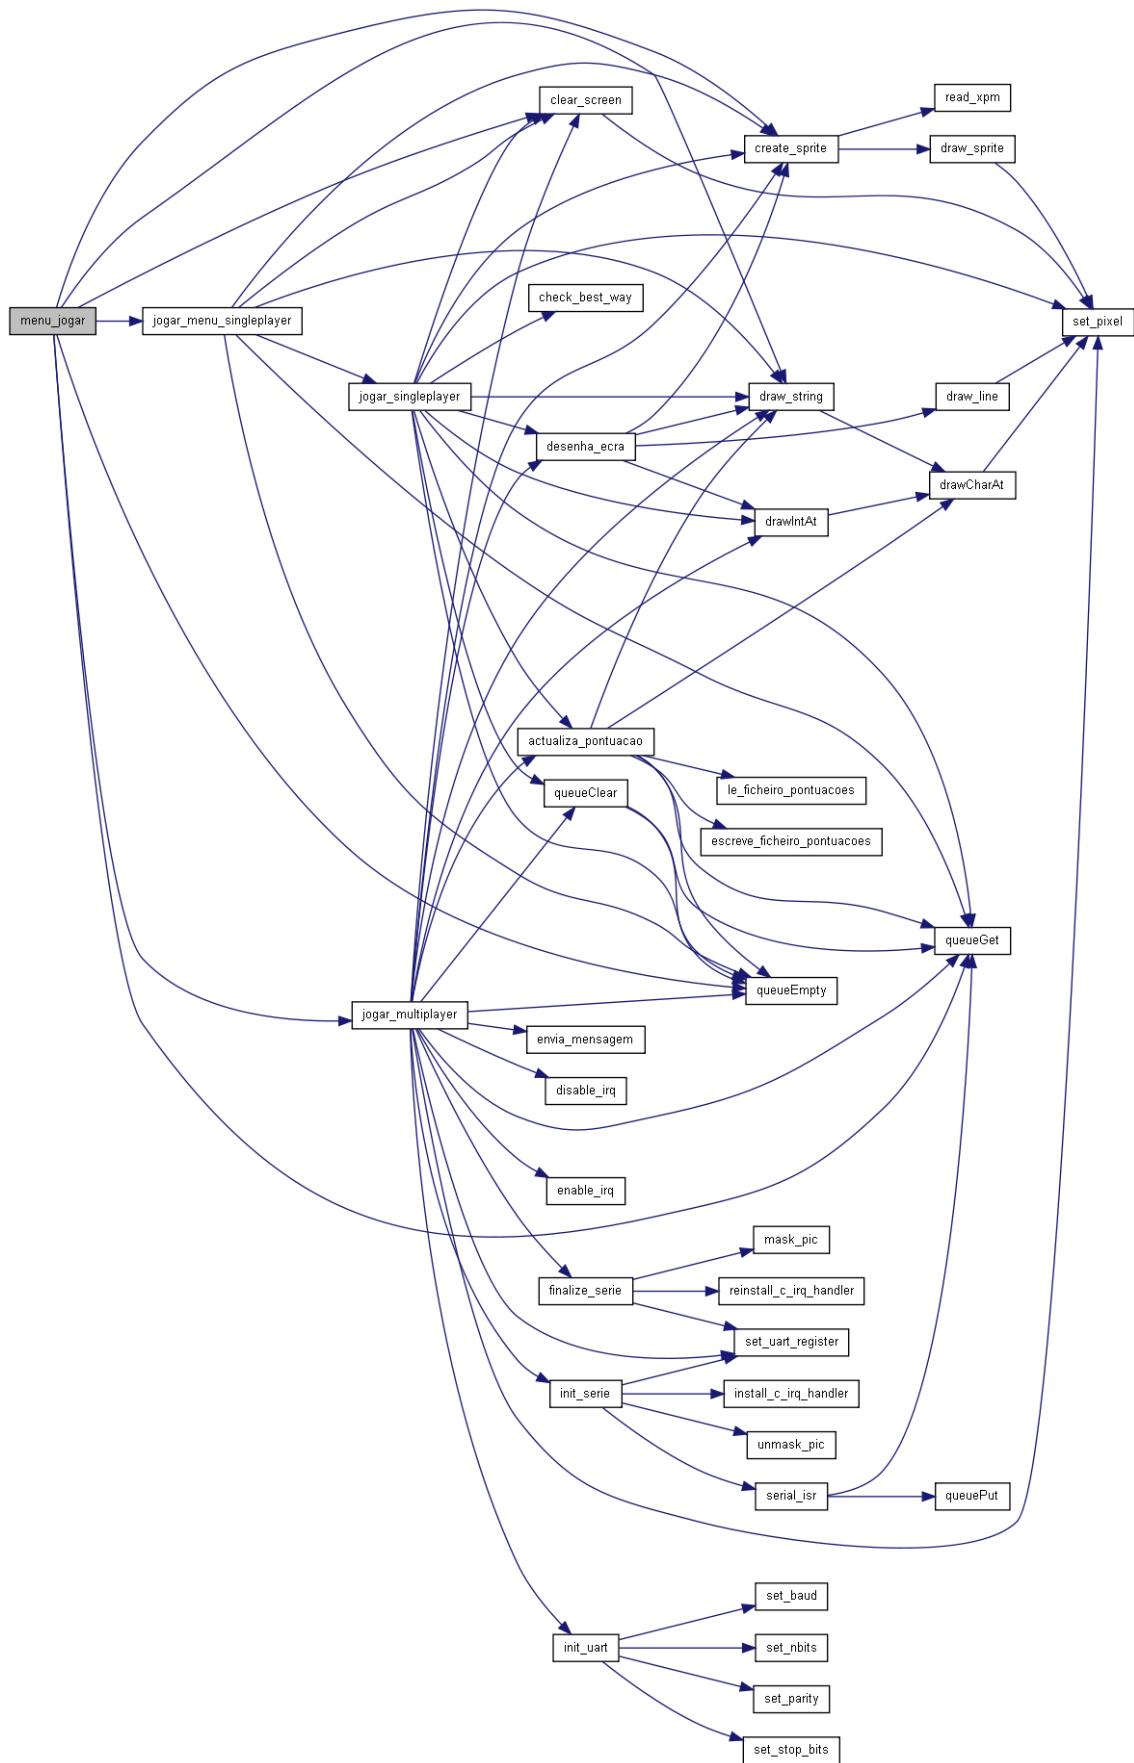 read_xpm
clear_screen
create_sprite
draw_sprite
check_best_way
menu_jogar
jogar_menu_singleplayer
set_pixel
jogar_singleplayer
draw_string
draw_line
desenha_ecra
drawCharAt
drawIntAt
actualiza_pontuacao
le_ficheiro_pontuacoes
queueClear
escreve_ficheiro_pontuacoes
queueGet
queueEmpty
jogar_multiplayer
envia_mensagem
disable_irq
enable_irq
mask_pic
finalize_serie
reinstall_c_irq_handler
set_uart_register
init_serie
install_c_irq_handler
unmask_pic
serial_isr
queuePut
set_baud
init_uart
set_nbits
set_parity
set_stop_bits